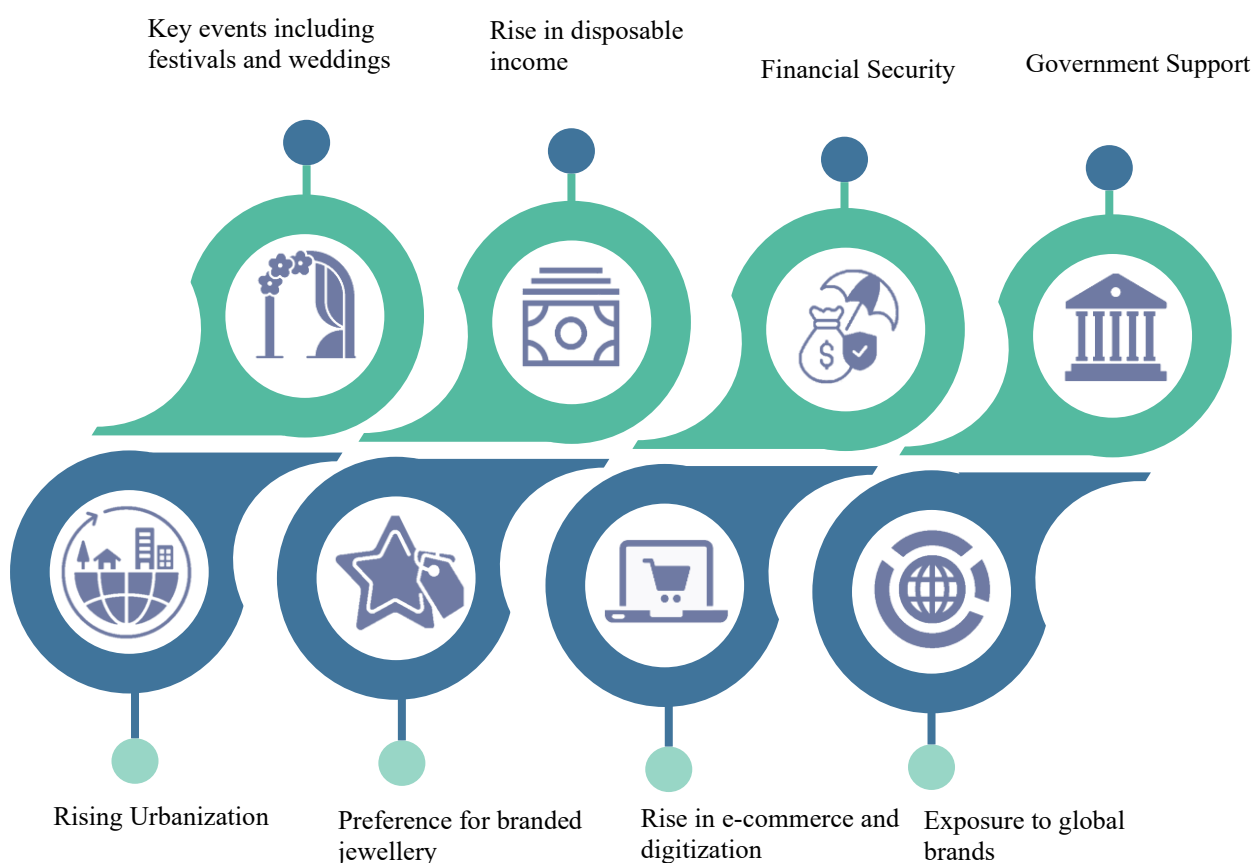 Key events including
festivals and weddings
Rise in disposable
income
Financial Security
Government Support
$
Rising Urbanization
Preference for branded
jewellery
Rise in e-commerce and
digitization
Exposure to global
brands